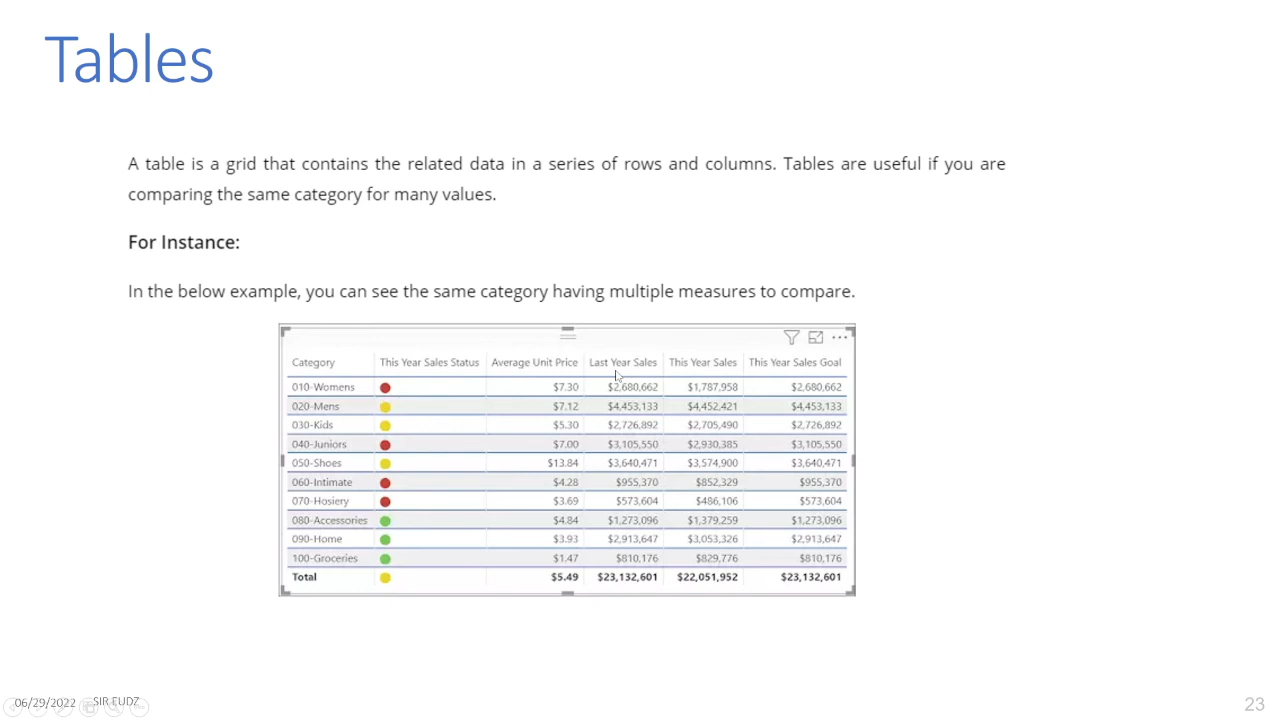 Tables
A table is a grid that contains the related data in a series of rows and columns. Tables are useful if you are
comparing the same category for many values.
For Instance:
In the below example, you can see the same category having multiple measures to compare.
Category This Year Sales Status Average Unit Price Last Year Sales This Year Sales This Year Sales Goal
010-Womens $7.30 $2,680,662 $1,787,958 $2,680,662
020-Mens $7.12 $4,453,133 $4,452,421 $4,453,133
030-Kids $5.30 $2,726,892 $2,705,490 $2,726,892
040-Juniors $7.00 $3,105,550 $2,930,385 $3,105,550
050-Shoes $13.84 $3,640,471 $3,574,900 $3,640,471
060-Intimate $4.28 $955,370 $852,329 $955,370
070-Hosiery $3.69 $573,604 $486,106 $573,604
080-Accessories $4.84 $1,273,096 $1,379,259 $1,273,096
090-Home $3.93 $2,913,647 $3,053,326 $2,913,647
100-Groceries $1.47 $810,176 $829,776 $810,176
Total $5.49 $23,132,601 $22,051,952 $23,132,601
06/29/2022 SIR EUDZ 23